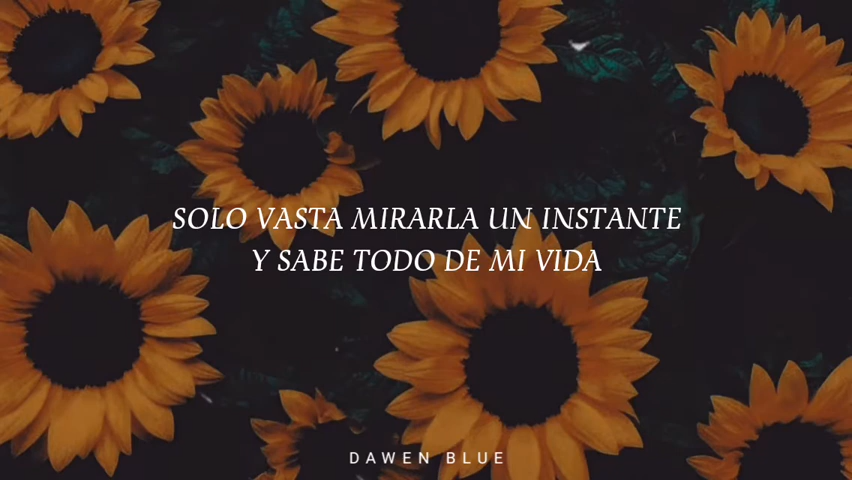 SOLO VASTA MIRARLA UN INSTANTE
Y SABE TODO DE MI VIDA
DAWEN BLUE